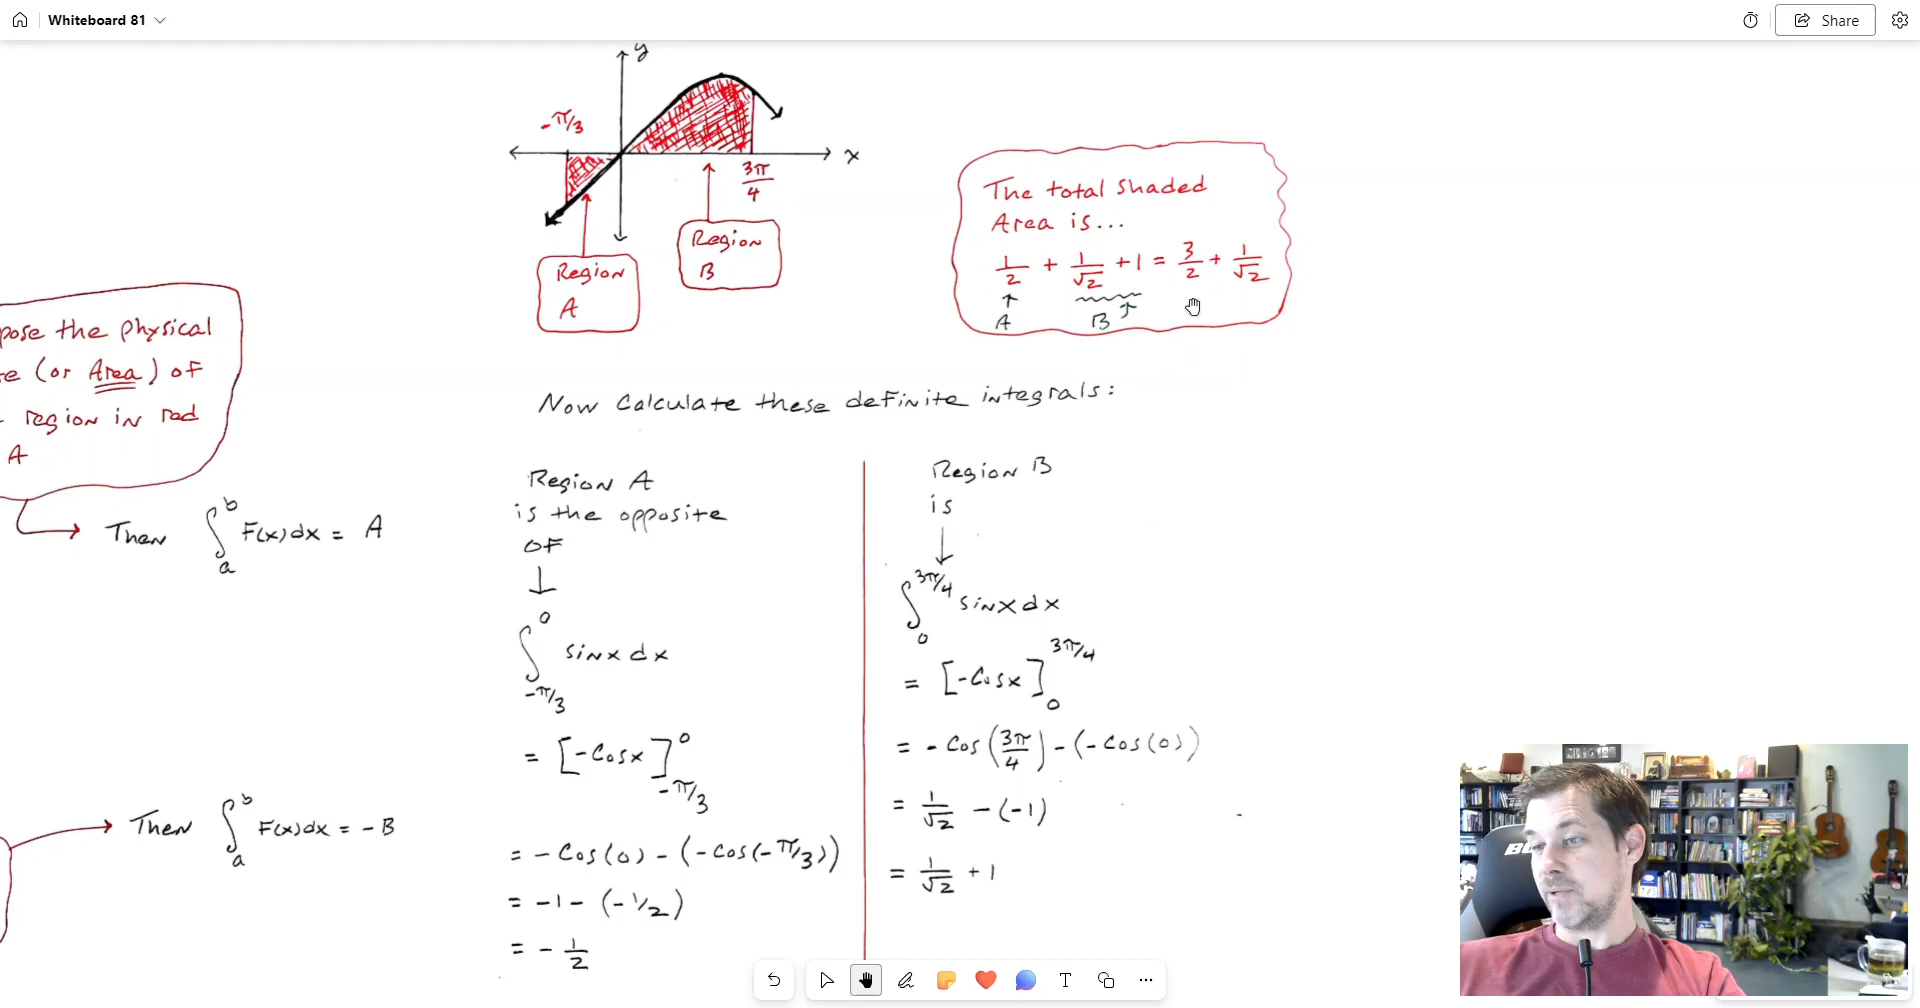 Whiteboard 81
Share
y
-π/3
x
3π/4
Region
A
Region
B
The total shaded
Area is...
1/2 + 1/√2 + 1 = 3/2 + 1/√2
A
B
pose the physical
(or Area) of
region in red
A
Then ∫_a^b F(x)dx = A
Then ∫_a^b F(x)dx = -B
Now Calculate these definite integrals:
Region A
is the opposite
OF
∫_{-π/3}^0 sinx dx
= [-Cosx]_{-π/3}^0
= -Cos(0) - (-Cos(-π/3))
= -1 - (-1/2)
= - 1/2
Region B
is
∫_0^{3π/4} sinx dx
= [-Cosx]_0^{3π/4}
= -Cos(3π/4) - (-Cos(0))
= 1/√2 - (-1)
= 1/√2 + 1
T